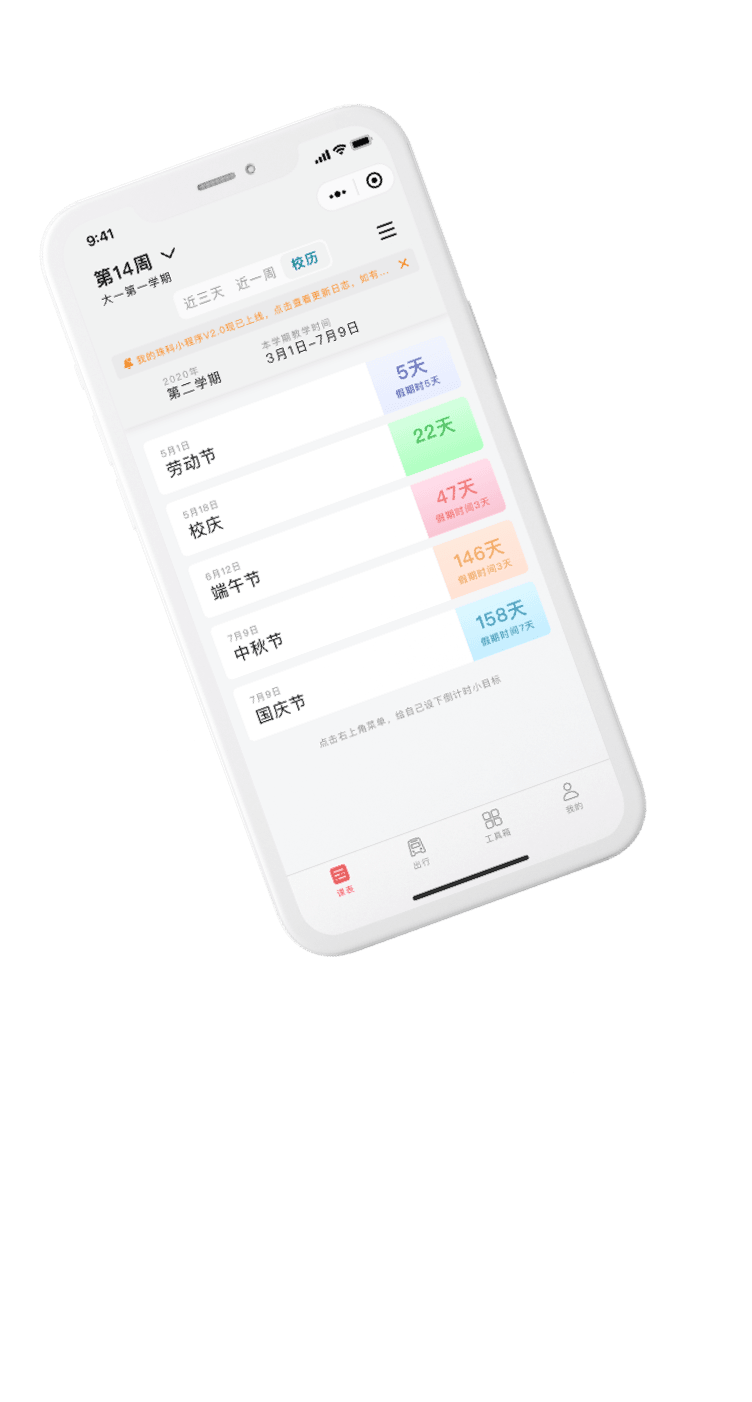 9:41
第14周
大一第一学期
近三天 近一周 校历
我的珠科小程序V2.0现已上线，点击查看更新日志，如有...
2020年
第二学期
本学期教学时间
3月1日-7月9日
5月1日
劳动节
5天
假期时5天
5月18日
校庆
22天
6月12日
端午节
47天
假期时间3天
7月9日
中秋节
146天
假期时间3天
7月9日
国庆节
158天
假期时间7天
点击右上角菜单，给自己设下倒计时小目标
课表
出行
工具箱
我的